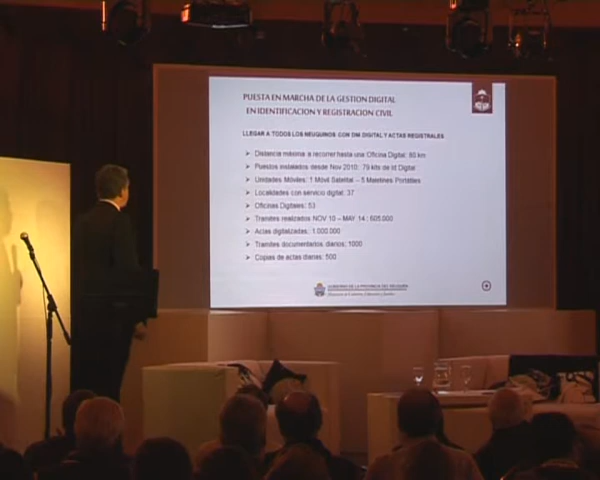 PUESTA EN MARCHA DE LA GESTION DIGITAL
EN IDENTIFICACION Y REGISTRACION CIVIL
LLEGAR A TODOS LOS NEUQUINOS CON DNI DIGITAL Y ACTAS REGISTRALES
➢ Distancia máxima a recorrer hasta una Oficina Digital: 80 km
➢ Puestos instalados desde Nov 2010: 79 kits de Id Digital
➢ Unidades Móviles: 1 Móvil Satelital – 5 Maletines Portátiles
➢ Localidades con servicio digital: 37
➢ Oficinas Digitales: 53
➢ Tramites realizados NOV 10 – MAY 14 : 605.000
➢ Actas digitalizadas: 1.000.000
➢ Tramites documentarios diarios: 1000
➢ Copias de actas diarias: 500
GOBIERNO DE LA PROVINCIA DEL NEUQUEN